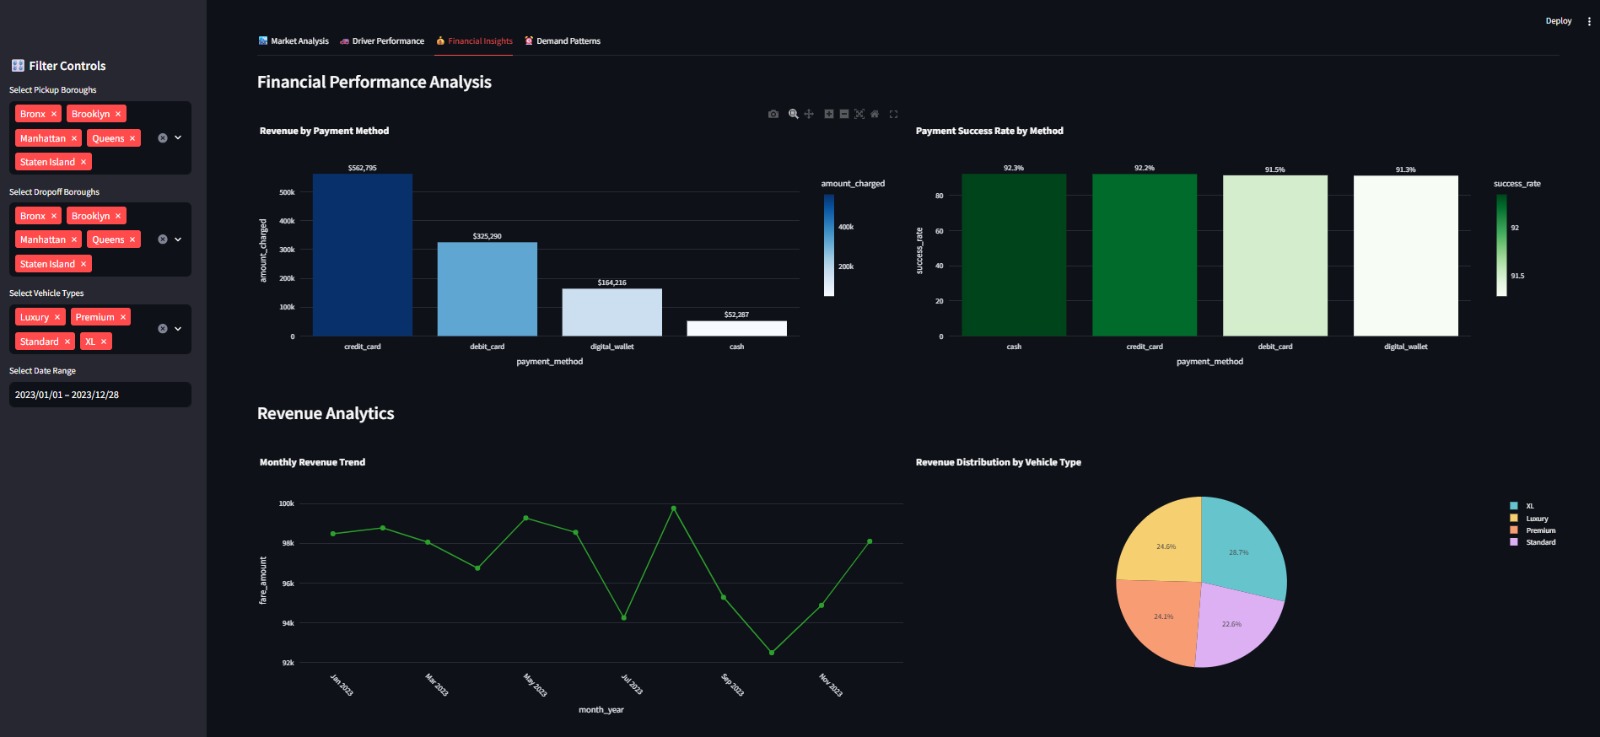 Deploy
Market Analysis
Driver Performance
Financial Insights
Demand Patterns
Filter Controls
Select Pickup Boroughs
Bronx × Brooklyn ×
Manhattan × Queens ×
Staten Island ×
Select Dropoff Boroughs
Bronx × Brooklyn ×
Manhattan × Queens ×
Staten Island ×
Select Vehicle Types
Luxury × Premium ×
Standard × XL ×
Select Date Range
2023/01/01 – 2023/12/28
Financial Performance Analysis
Revenue by Payment Method
$562,795
$325,290
$164,216
$52,287
amount_charged
500k
400k
300k
200k
100k
0
credit_card
debit_card
digital_wallet
cash
payment_method
amount_charged
400k
200k
Payment Success Rate by Method
92.3%
92.2%
91.5%
91.3%
success_rate
80
60
40
20
0
cash
credit_card
debit_card
digital_wallet
payment_method
success_rate
92
91.5
Revenue Analytics
Monthly Revenue Trend
fare_amount
100k
98k
96k
94k
92k
Jan 2023
Mar 2023
May 2023
Jul 2023
Sep 2023
Nov 2023
month_year
Revenue Distribution by Vehicle Type
24.6%
28.7%
24.1%
22.6%
XL
Luxury
Premium
Standard